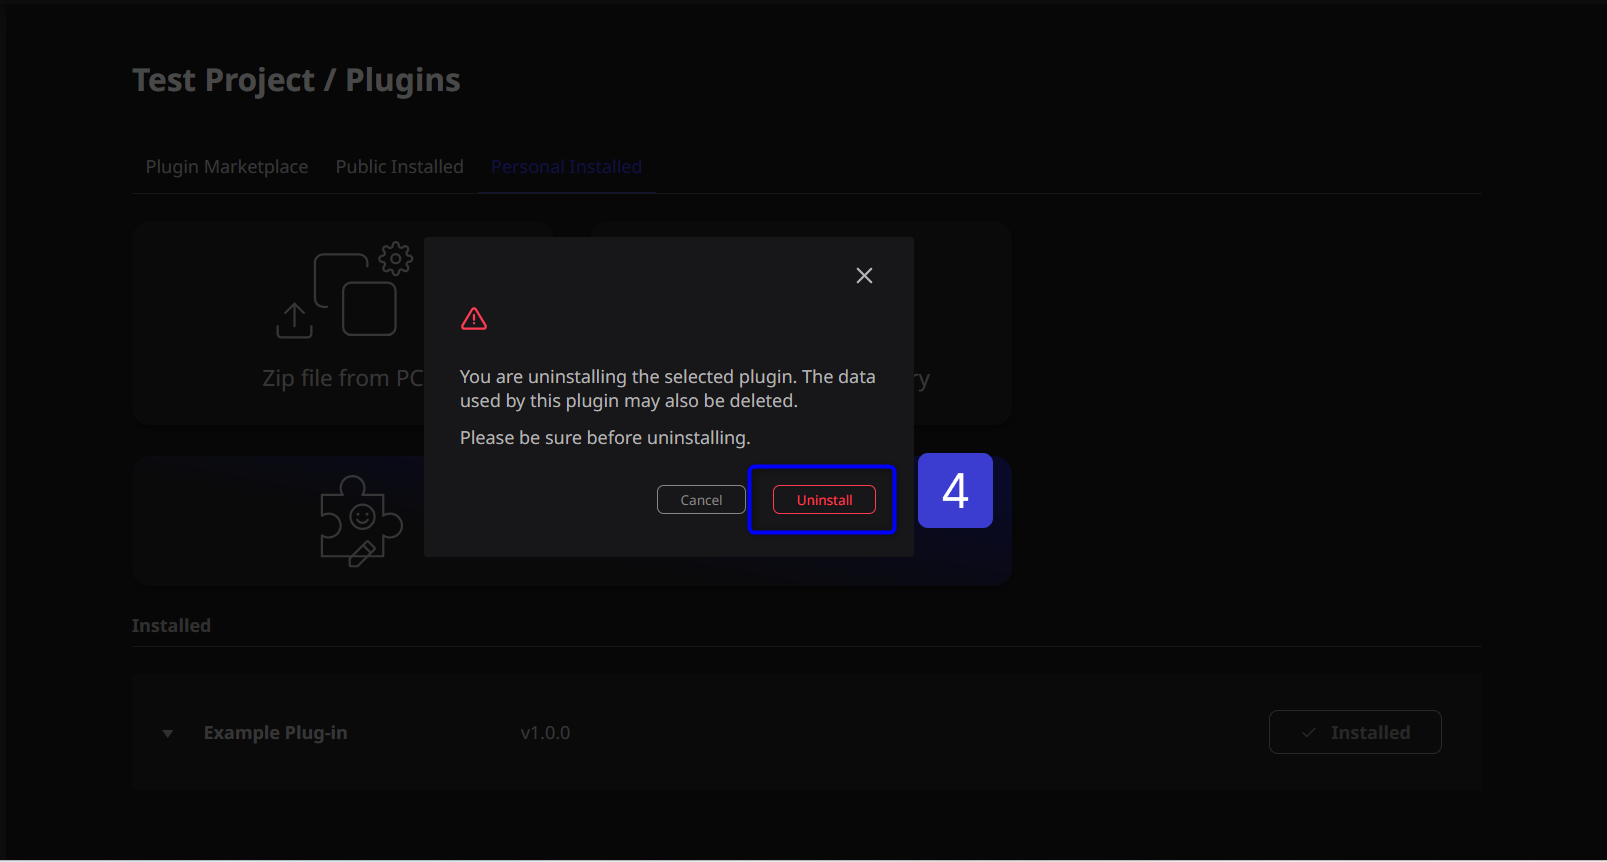 Test Project / Plugins
Plugin Marketplace Public Installed Personal Installed
Zip file from PC
ry
You are uninstalling the selected plugin. The data
used by this plugin may also be deleted.
Please be sure before uninstalling.
Cancel Uninstall 4
Installed
Example Plug-in v1.0.0 Installed